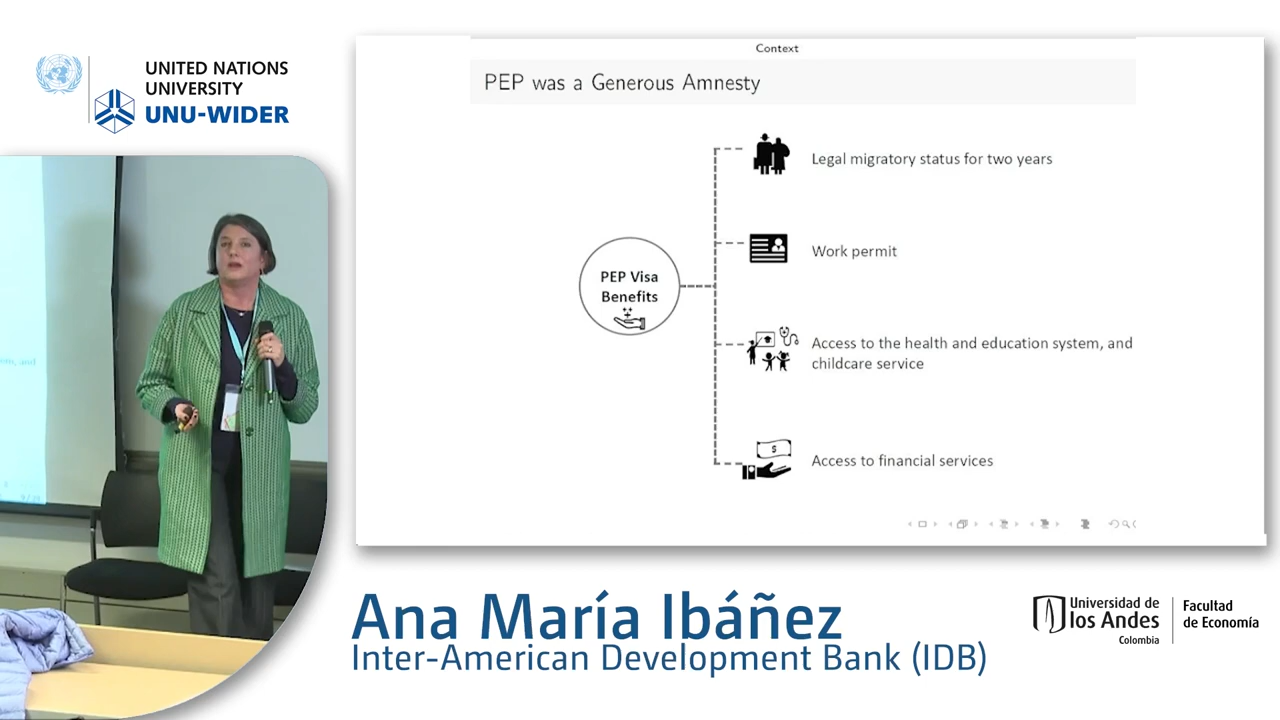 UNITED NATIONS
UNIVERSITY
UNU-WIDER
Context
PEP was a Generous Amnesty
PEP Visa
Benefits
Legal migratory status for two years
Work permit
Access to the health and education system, and
childcare service
Access to financial services
Ana María Ibáñez
Inter-American Development Bank (IDB)
Universidad de
los Andes
Colombia
Facultad
de Economía